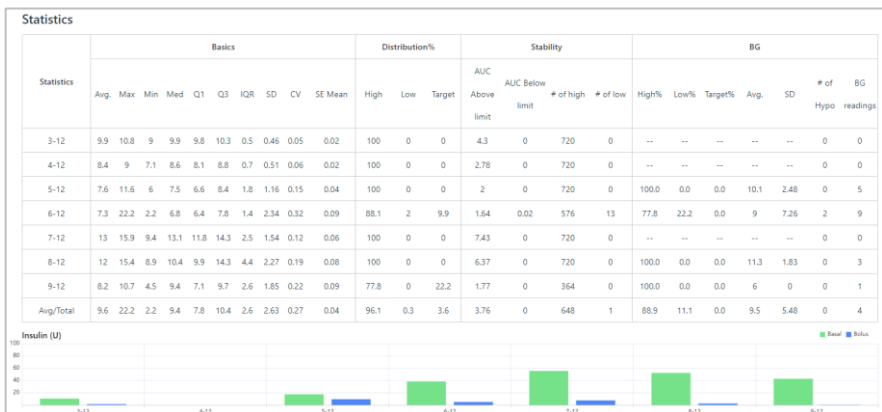 Statistics
Statistics Basics Distribution% Stability BG
Avg. Max Min Med Q1 Q3 IQR SD CV SE Mean High Low Target AUC Above limit AUC Below limit # of high # of low High% Low% Target% Avg. SD # of Hypo BG readings
3-12 9.9 10.8 9 9.9 9.8 10.3 0.5 0.46 0.05 0.02 100 0 0 4.3 0 720 0 -- -- -- -- -- 0 0
4-12 8.4 9 7.1 8.6 8.1 8.8 0.7 0.51 0.06 0.02 100 0 0 2.78 0 720 0 -- -- -- -- -- 0 0
5-12 7.6 11.6 6 7.5 6.6 8.4 1.8 1.16 0.15 0.04 100 0 0 2 0 720 0 100.0 0.0 0.0 10.1 2.48 0 5
6-12 7.3 22.2 2.2 6.8 6.4 7.8 1.4 2.34 0.32 0.09 88.1 2 9.9 1.64 0.02 576 13 77.8 22.2 0.0 9 7.26 2 9
7-12 13 15.9 9.4 13.1 11.8 14.3 2.5 1.54 0.12 0.06 100 0 0 7.43 0 720 0 -- -- -- -- -- 0 0
8-12 12 15.4 8.9 10.4 9.9 14.3 4.4 2.27 0.19 0.08 100 0 0 6.37 0 720 0 100.0 0.0 0.0 11.3 1.83 0 3
9-12 8.2 10.7 4.5 9.4 7.1 9.7 2.6 1.85 0.22 0.09 77.8 0 22.2 1.77 0 364 0 100.0 0.0 0.0 6 0 0 1
Avg/Total 9.6 22.2 2.2 9.4 7.8 10.4 2.6 2.63 0.27 0.04 96.1 0.3 3.6 3.76 0 648 1 88.9 11.1 0.0 9.5 5.48 0 4
Insulin (U) Basal Bolus
100
80
60
40
20